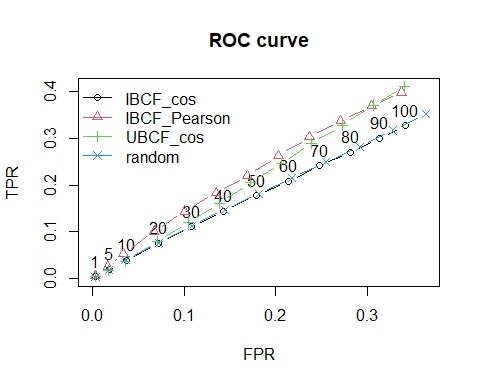 ROC curve
IBCF_cos
IBCF_Pearson
UBCF_cos
random
1 5 10 20 30 40 50 60 70 80 90 100
0.0 0.1 0.2 0.3 0.4
TPR
0.0 0.1 0.2 0.3
FPR